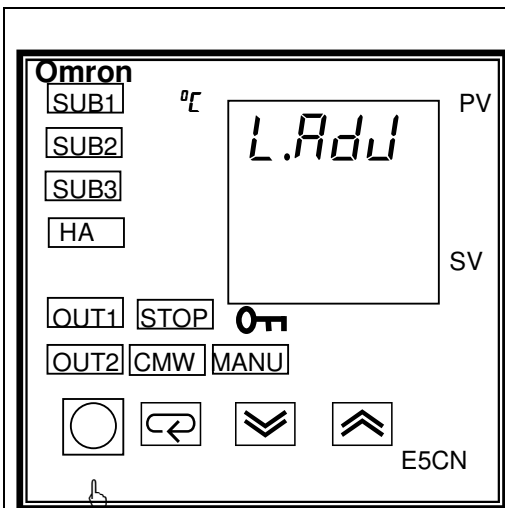 Omron
SUB1 °C PV
L.AdJ
SUB2
SUB3
HA
SV
OUT1 STOP
OUT2 CMW MANU
E5CN